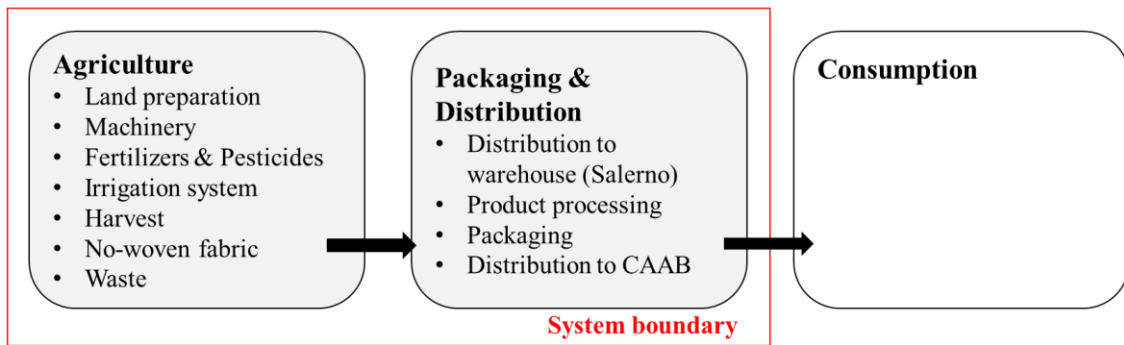 Agriculture
• Land preparation
• Machinery
• Fertilizers & Pesticides
• Irrigation system
• Harvest
• No-woven fabric
• Waste
Packaging &
Distribution
• Distribution to
warehouse (Salerno)
• Product processing
• Packaging
• Distribution to CAAB
Consumption
System boundary